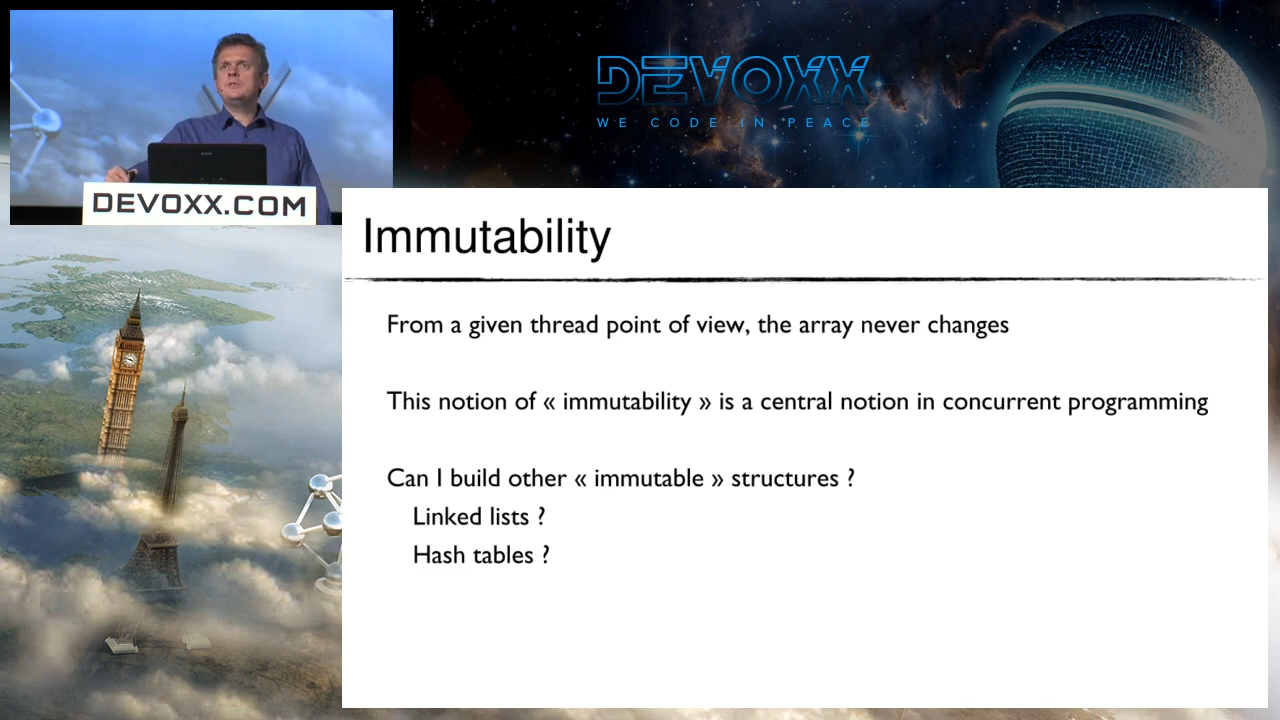 DEVOXX
WE CODE IN PEACE
DEVOXX.COM
Immutability
From a given thread point of view, the array never changes
This notion of « immutability » is a central notion in concurrent programming
Can I build other « immutable » structures ?
Linked lists ?
Hash tables ?